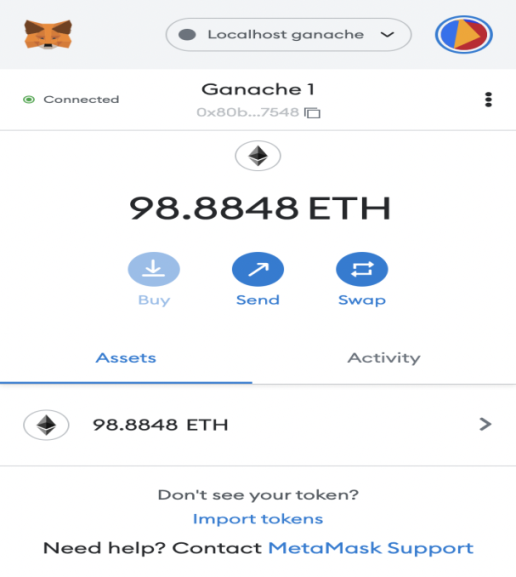 Localhost ganache
Connected
Ganache 1
0x80b...7548
98.8848 ETH
Buy
Send
Swap
Assets
Activity
98.8848 ETH
Don't see your token?
Import tokens
Need help? Contact MetaMask Support